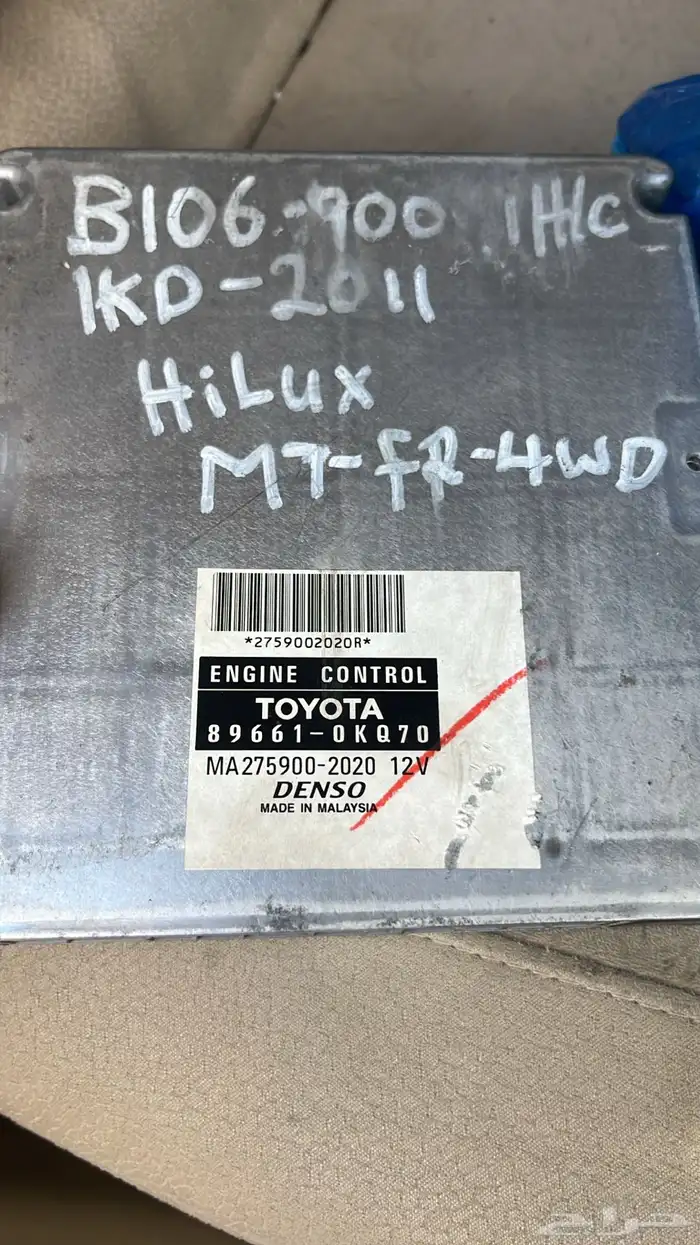 B106-900 1HC
1KD-2011
HiLux
MT-FR-4WD
*2759002020R*
ENGINE CONTROL
TOYOTA
89661-0KQ70
MA275900-2020 12V
DENSO
MADE IN MALAYSIA
حراج